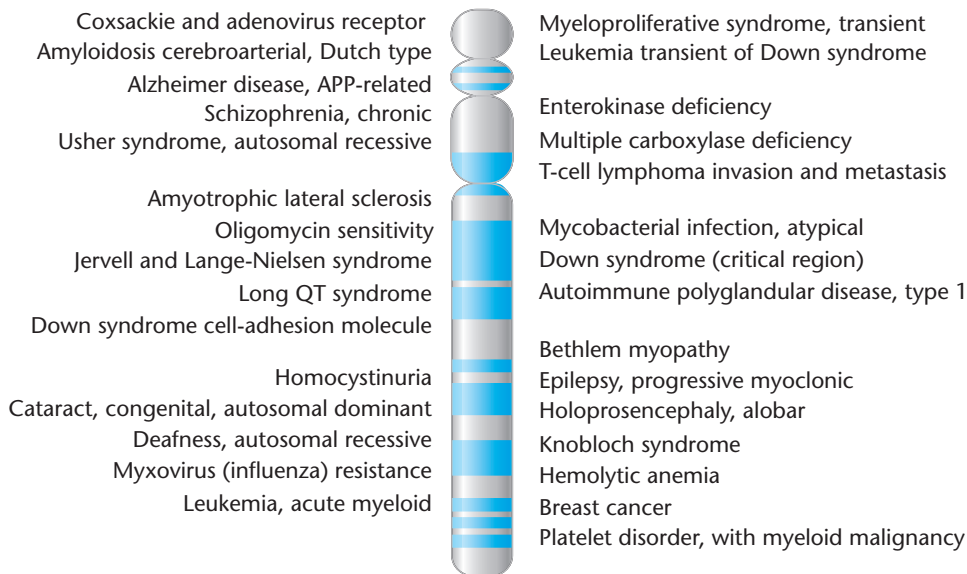 Coxsackie and adenovirus receptor
Amyloidosis cerebroarterial, Dutch type
Alzheimer disease, APP-related
Schizophrenia, chronic
Usher syndrome, autosomal recessive
Amyotrophic lateral sclerosis
Oligomycin sensitivity
Jervell and Lange-Nielsen syndrome
Long QT syndrome
Down syndrome cell-adhesion molecule
Homocystinuria
Cataract, congenital, autosomal dominant
Deafness, autosomal recessive
Myxovirus (influenza) resistance
Leukemia, acute myeloid
Myeloproliferative syndrome, transient
Leukemia transient of Down syndrome
Enterokinase deficiency
Multiple carboxylase deficiency
T-cell lymphoma invasion and metastasis
Mycobacterial infection, atypical
Down syndrome (critical region)
Autoimmune polyglandular disease, type 1
Bethlem myopathy
Epilepsy, progressive myoclonic
Holoprosencephaly, alobar
Knobloch syndrome
Hemolytic anemia
Breast cancer
Platelet disorder, with myeloid malignancy